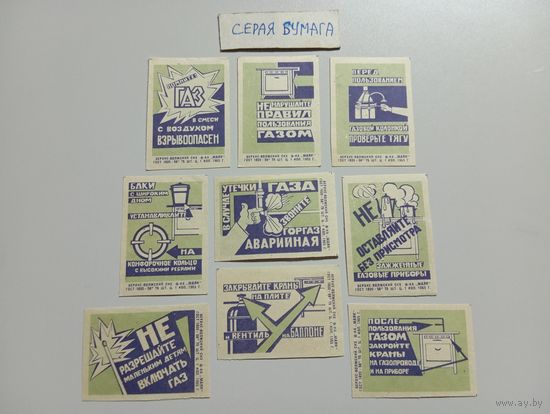 СЕРАЯ БУМАГА
ПОМНИТЕ
ГАЗ
В СМЕСИ
С ВОЗДУХОМ
ВЗРЫВООПАСЕН
НЕ НАРУШАЙТЕ
ПРАВИЛ
ПОЛЬЗОВАНИЯ
ГАЗОМ
ПЕРЕД
ПОЛЬЗОВАНИЕМ
ГАЗОВОЙ КОЛОНКОЙ
ПРОВЕРЬТЕ ТЯГУ
БАКИ
С ШИРОКИМ
ДНОМ
УСТАНАВЛИВАЙТЕ
НА
КОНФОРОЧНОЕ КОЛЬЦО
С ВЫСОКИМИ РЕБРАМИ
В СЛУЧАЕ
УТЕЧКИ ГАЗА
ЗВОНИТЕ
ГОРГАЗ
АВАРИЙНАЯ
НЕ
ОСТАВЛЯЙТЕ
БЕЗ ПРИСМОТРА
ЗАЖЖЕННЫЕ
ГАЗОВЫЕ ПРИБОРЫ
НЕ
РАЗРЕШАЙТЕ
МАЛЕНЬКИМ ДЕТЯМ
ВКЛЮЧАТЬ
ГАЗ
ЗАКРЫВАЙТЕ КРАНЫ
НА ПЛИТЕ
И
ВЕНТИЛЬ НА БАЛЛОНЕ
ПОСЛЕ
ПОЛЬЗОВАНИЯ
ГАЗОМ
ЗАКРОЙТЕ
КРАНЫ
НА ГАЗОПРОВОДЕ
И НА ПРИБОРЕ
www.ay.by